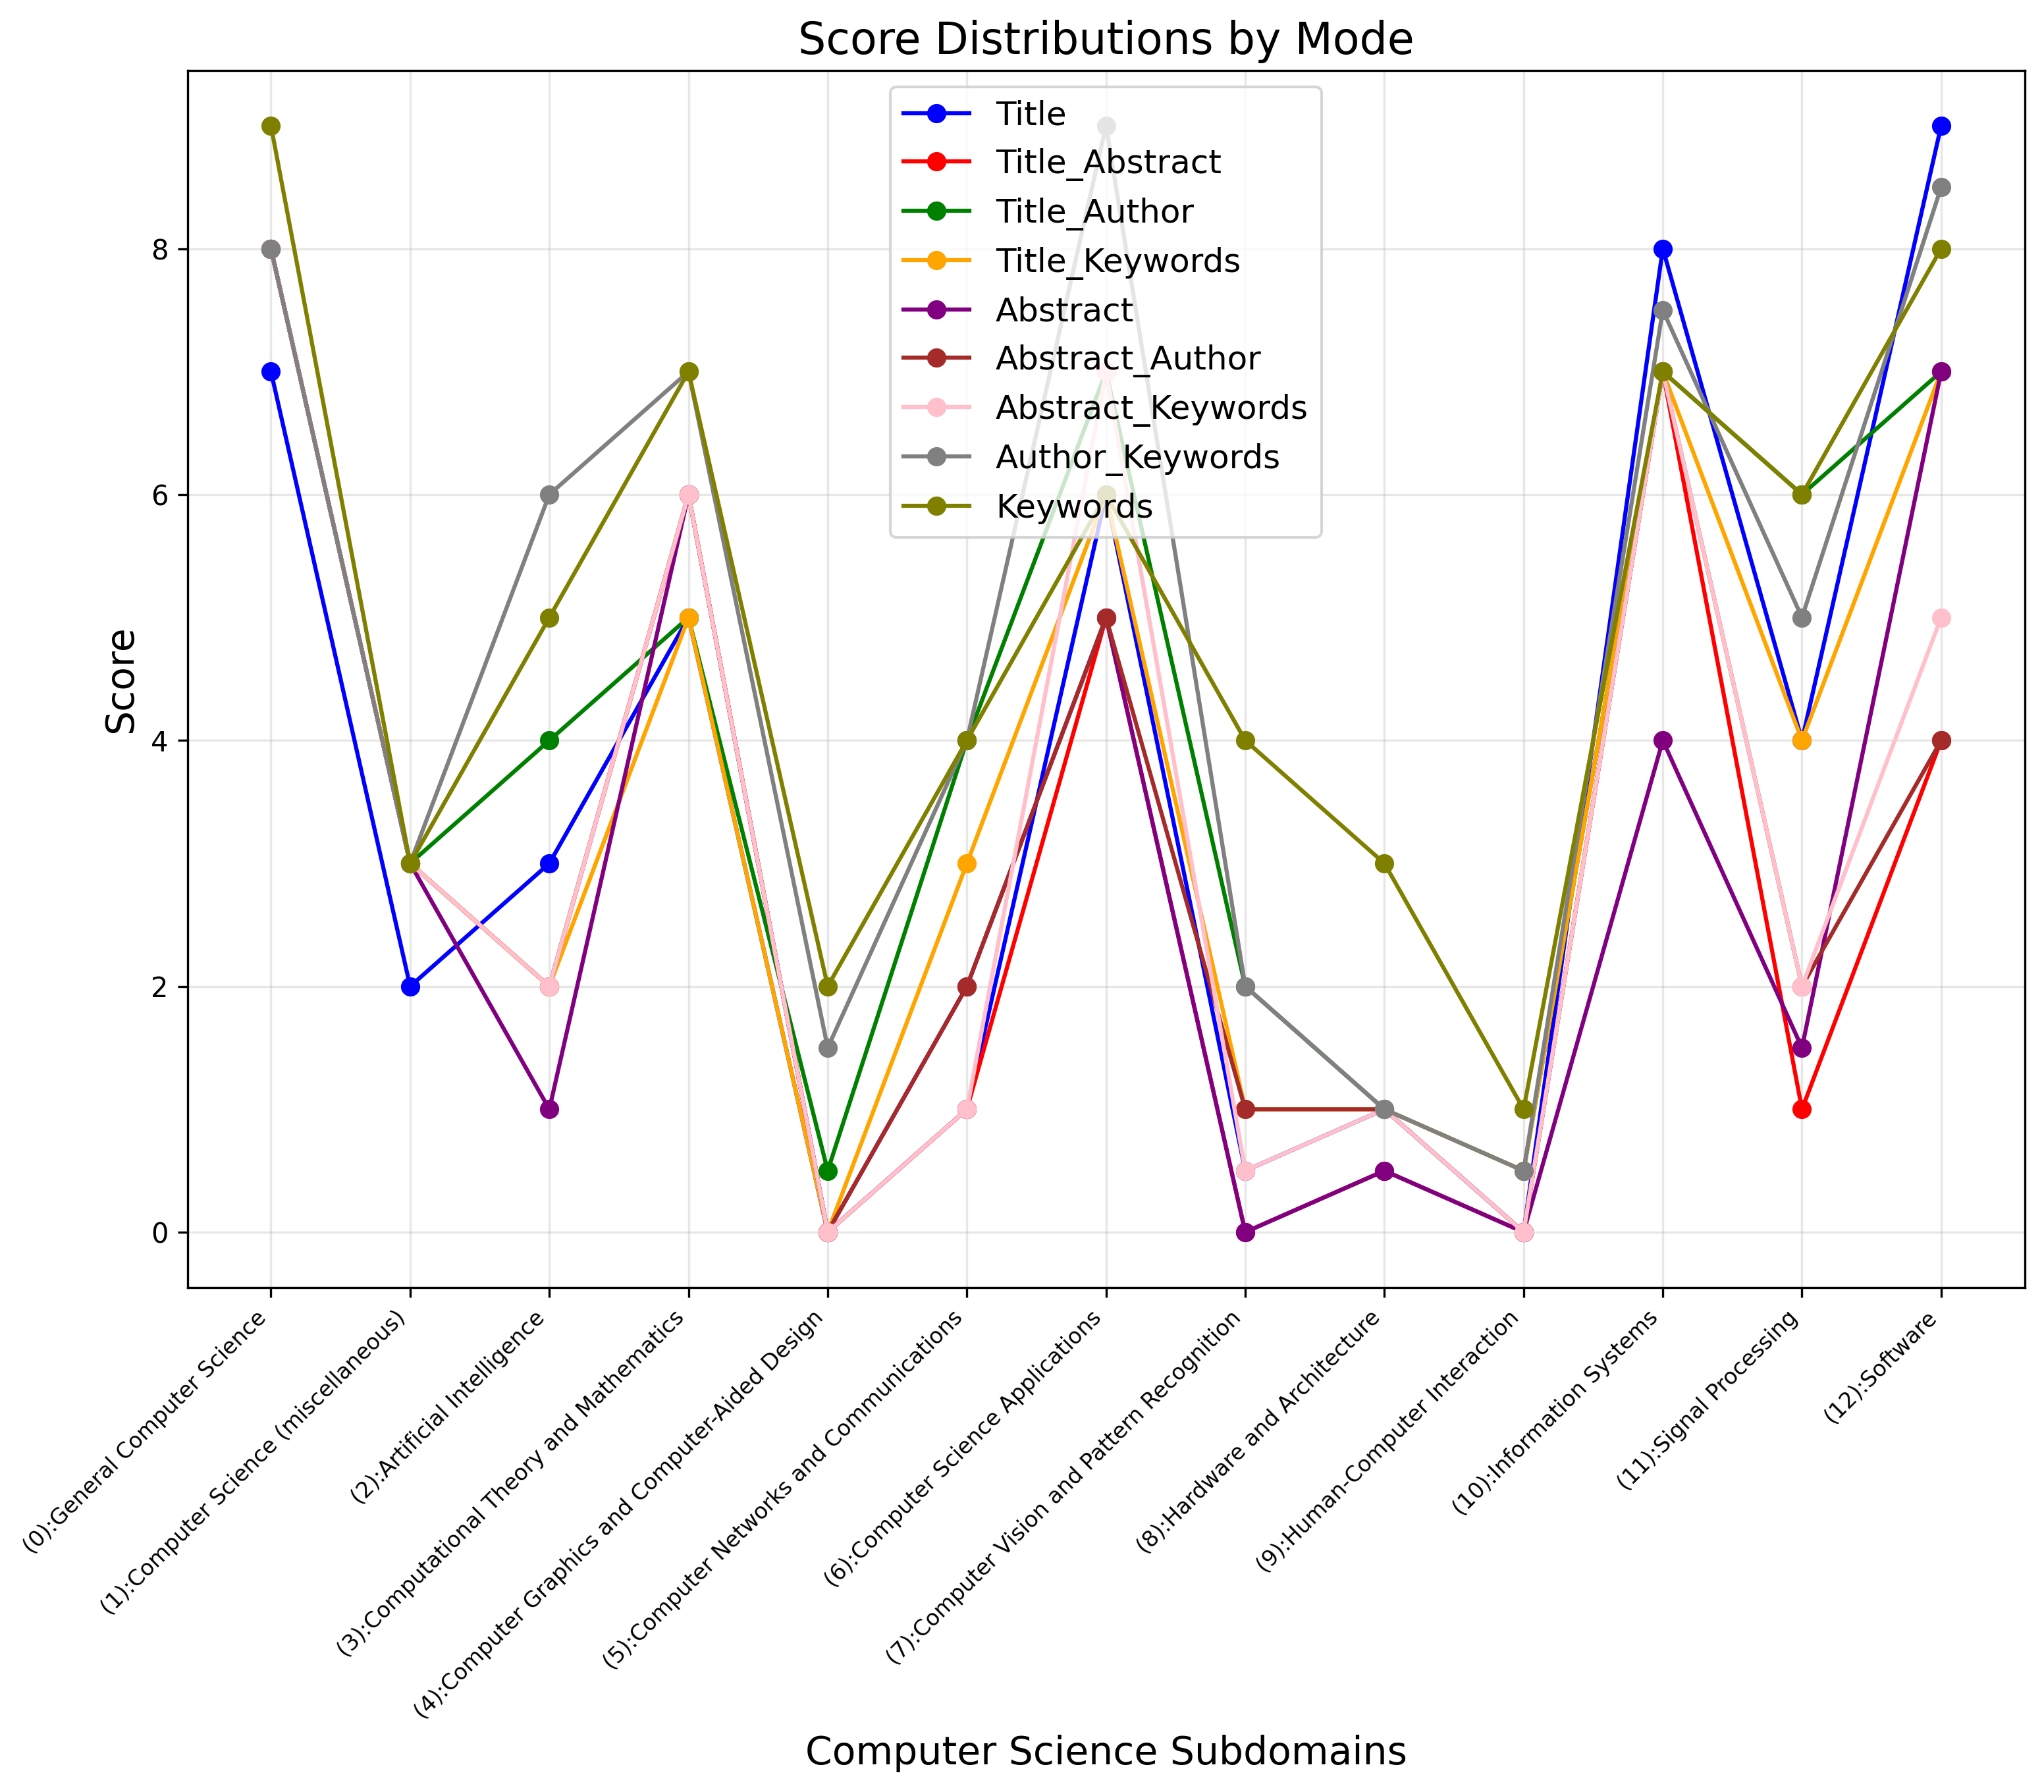 Score Distributions by Mode
Title
Title_Abstract
Title_Author
Title_Keywords
Abstract
Abstract_Author
Abstract_Keywords
Author_Keywords
Keywords
Score
8
6
4
2
0
(0):General Computer Science
(1):Computer Science (miscellaneous)
(2):Artificial Intelligence
(3):Computational Theory and Mathematics
(4):Computer Graphics and Computer-Aided Design
(5):Computer Networks and Communications
(6):Computer Science Applications
(7):Computer Vision and Pattern Recognition
(8):Hardware and Architecture
(9):Human-Computer Interaction
(10):Information Systems
(11):Signal Processing
(12):Software
Computer Science Subdomains